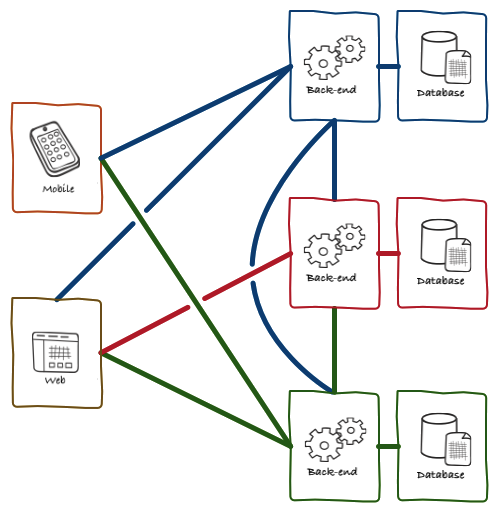 Back-end
Database
Mobile
Back-end
Database
Web
Back-end
Database